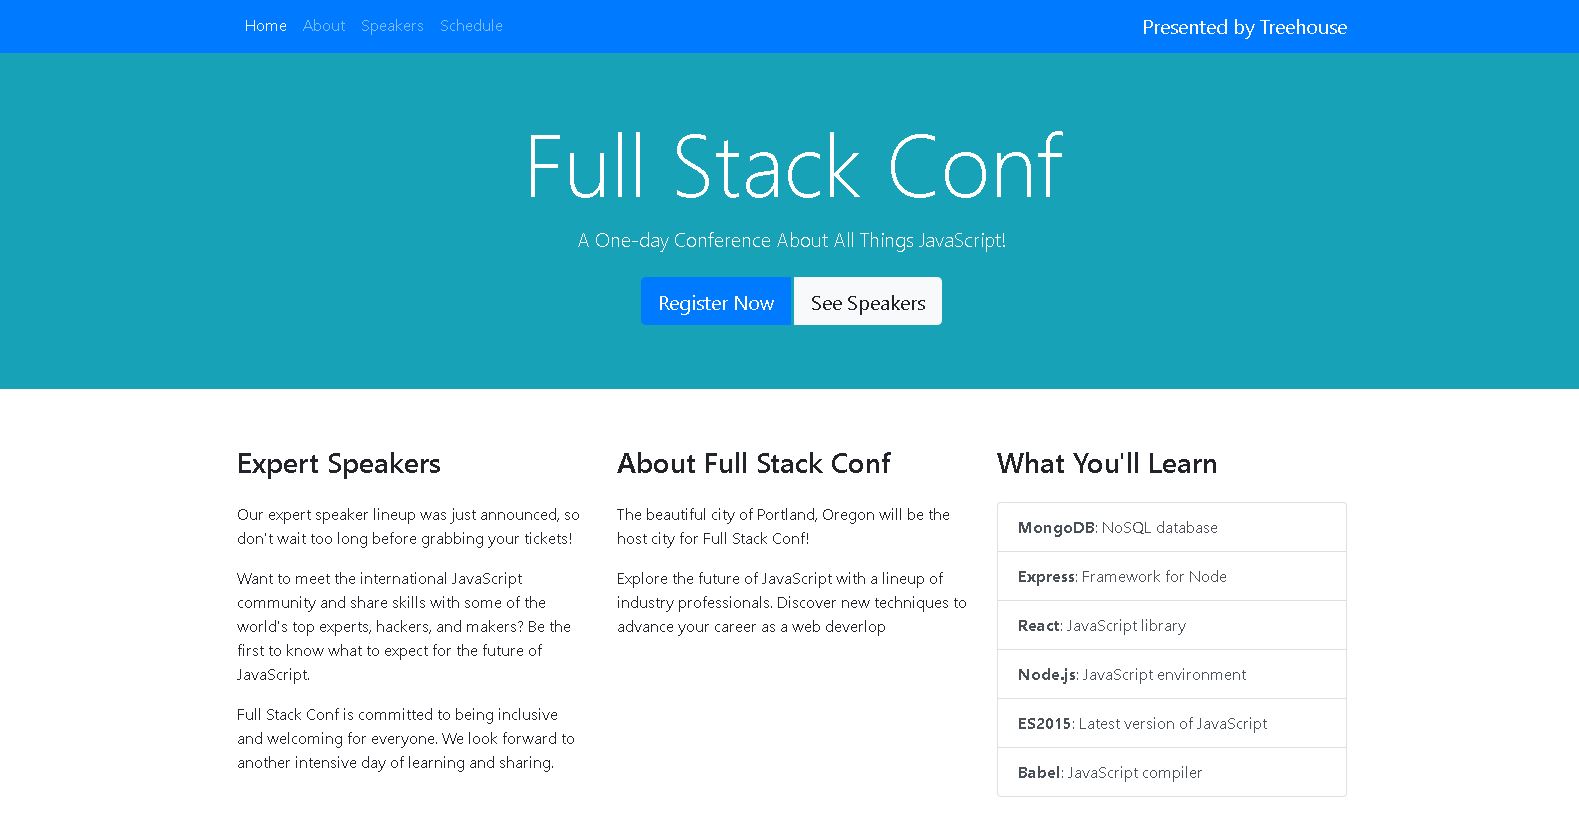 Home About Speakers Schedule
Presented by Treehouse
Full Stack Conf
A One-day Conference About All Things JavaScript!
Register Now
See Speakers
Expert Speakers
Our expert speaker lineup was just announced, so
don't wait too long before grabbing your tickets!
Want to meet the international JavaScript
community and share skills with some of the
world's top experts, hackers, and makers? Be the
first to know what to expect for the future of
JavaScript.
Full Stack Conf is committed to being inclusive
and welcoming for everyone. We look forward to
another intensive day of learning and sharing.
About Full Stack Conf
The beautiful city of Portland, Oregon will be the
host city for Full Stack Conf!
Explore the future of JavaScript with a lineup of
industry professionals. Discover new techniques to
advance your career as a web deverlop
What You'll Learn
MongoDB: NoSQL database
Express: Framework for Node
React: JavaScript library
Node.js: JavaScript environment
ES2015: Latest version of JavaScript
Babel: JavaScript compiler